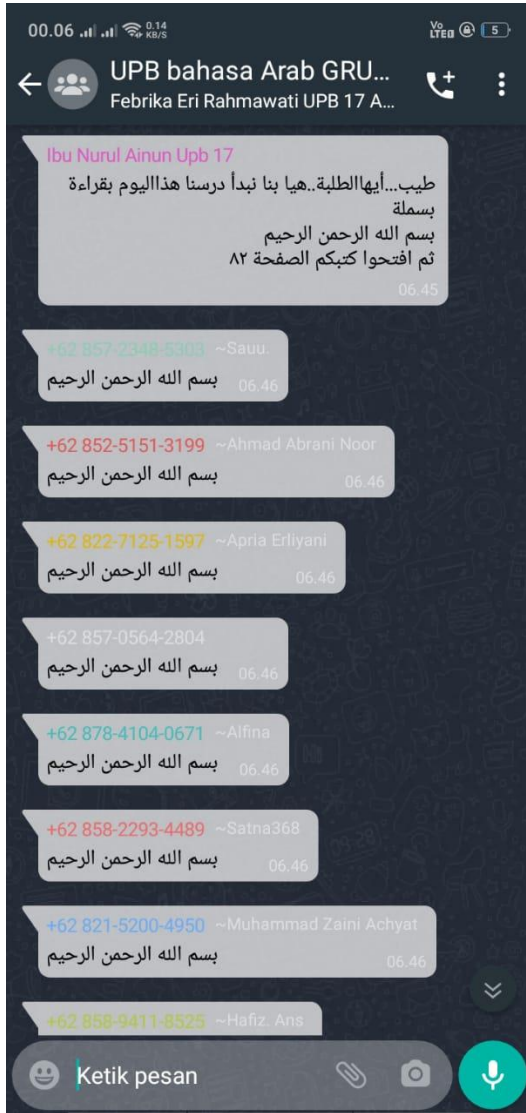 00.06 0.14 KB/S Vo LTE 5
UPB bahasa Arab GRU...
Febrika Eri Rahmawati UPB 17 A...
Ibu Nurul Ainun Upb 17
طيب...أيهاالطلبة..هيا بنا نبدأ درسنا هذااليوم بقراءة
بسملة
بسم الله الرحمن الرحيم
ثم افتحوا كتبكم الصفحة ٨٢
06.45
+62 857-2348-5303 ~Sauu.
بسم الله الرحمن الرحيم 06.46
+62 852-5151-3199 ~Ahmad Abrani Noor
بسم الله الرحمن الرحيم 06.46
+62 822-7125-1597 ~Apria Erliyani
بسم الله الرحمن الرحيم 06.46
+62 857-0564-2804
بسم الله الرحمن الرحيم 06.46
+62 878-4104-0671 ~Alfina
بسم الله الرحمن الرحيم 06.46
+62 858-2293-4489 ~Satna368
بسم الله الرحمن الرحيم 06.46
+62 821-5200-4950 ~Muhammad Zaini Achyat
بسم الله الرحمن الرحيم 06.46
+62 858-9411-8525 ~Hafiz. Ans
Ketik pesan